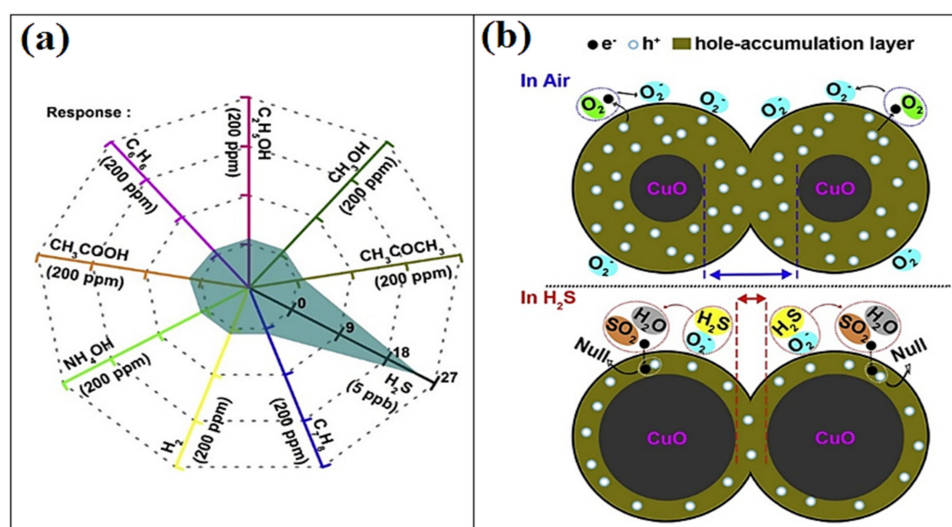 (a)
Response :
C₂H₅OH
(200 ppm)
CH₃OH
(200 ppm)
CH₃COCH₃
(200 ppm)
0
9
18
27
H₂S
(5 ppb)
C₇H₈
(200 ppm)
H₂
(200 ppm)
NH₄OH
(200 ppm)
CH₃COOH
(200 ppm)
C₆H₆
(200 ppm)
(b)
e⁻ h⁺ hole-accumulation layer
In Air
O₂ O₂⁻ O₂⁻ O₂⁻ O₂⁻ O₂
CuO CuO
O₂⁻ O₂⁻
In H₂S
SO₂ H₂O H₂S O₂⁻ H₂S O₂⁻ SO₂ H₂O
Null Null
CuO CuO